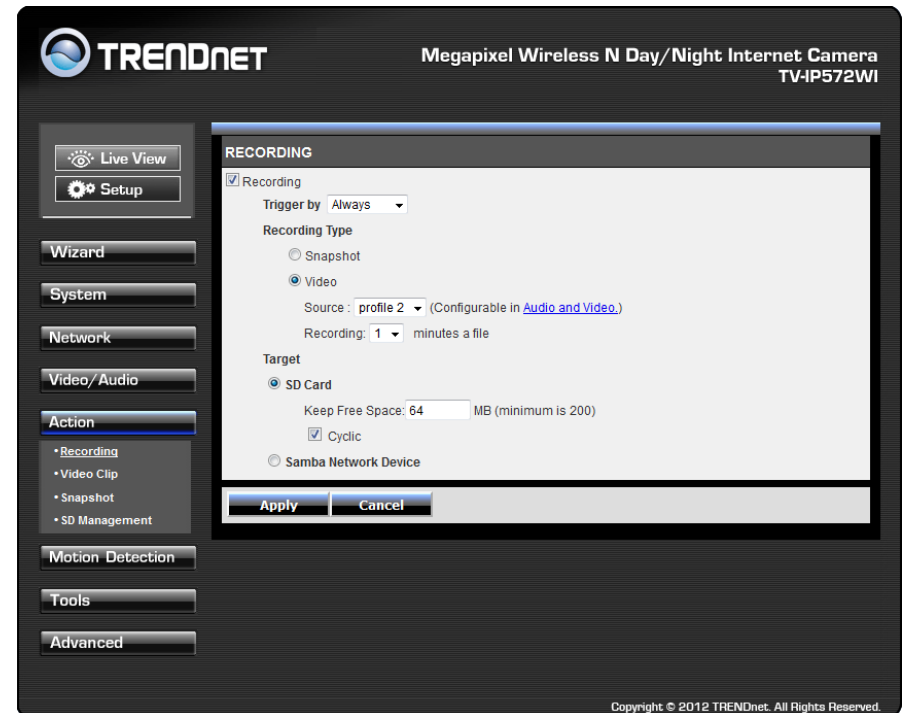 TRENDNET
Megapixel Wireless N Day/Night Internet Camera
TV-IP572WI
Live View
Setup
Wizard
System
Network
Video/Audio
Action
•Recording
•Video Clip
•Snapshot
•SD Management
Motion Detection
Tools
Advanced
RECORDING
Recording
Trigger by Always
Recording Type
Snapshot
Video
Source : profile 2 (Configurable in Audio and Video.)
Recording: 1 minutes a file
Target
SD Card
Keep Free Space: 64 MB (minimum is 200)
Cyclic
Samba Network Device
Apply Cancel
Copyright © 2012 TRENDnet. All Rights Reserved.